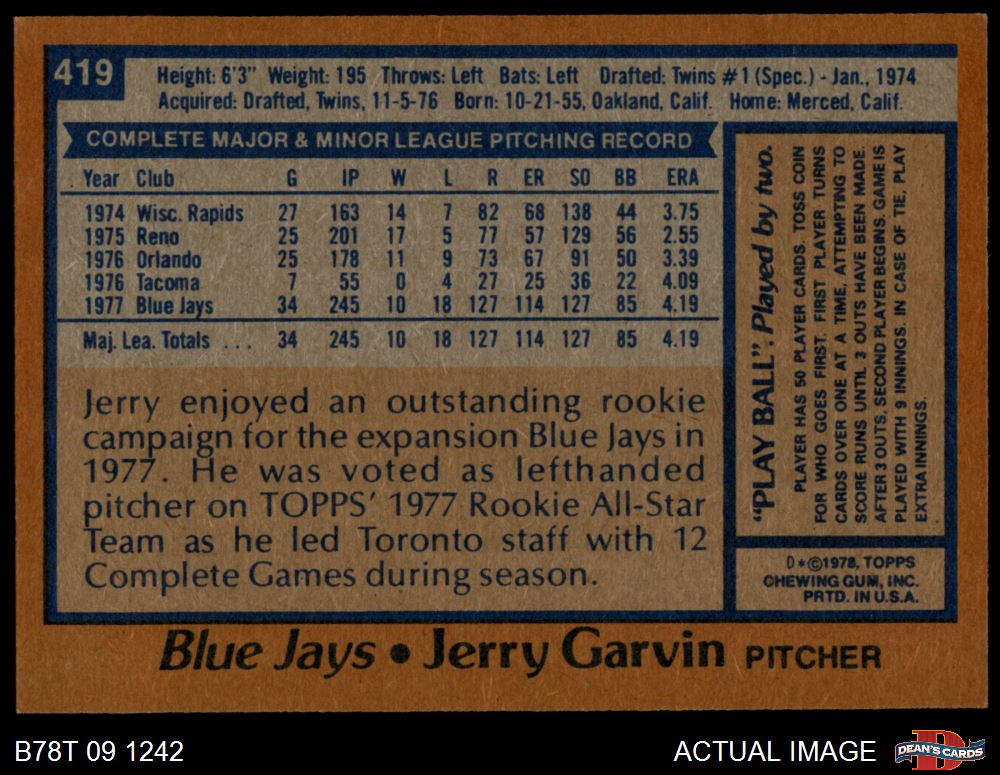 419
Height: 6'3" Weight: 195 Throws: Left Bats: Left Drafted: Twins #1 (Spec.) - Jan., 1974
Acquired: Drafted, Twins, 11-5-76 Born: 10-21-55, Oakland, Calif. Home: Merced, Calif.
COMPLETE MAJOR & MINOR LEAGUE PITCHING RECORD
Year Club G IP W L R ER SO BB ERA
1974 Wisc. Rapids 27 163 14 7 82 68 138 44 3.75
1975 Reno 25 201 17 5 77 57 129 56 2.55
1976 Orlando 25 178 11 9 73 67 91 50 3.39
1976 Tacoma 7 55 0 4 27 25 36 22 4.09
1977 Blue Jays 34 245 10 18 127 114 127 85 4.19
Maj. Lea. Totals ... 34 245 10 18 127 114 127 85 4.19
Jerry enjoyed an outstanding rookie
campaign for the expansion Blue Jays in
1977. He was voted as lefthanded
pitcher on TOPPS' 1977 Rookie All-Star
Team as he led Toronto staff with 12
Complete Games during season.
"PLAY BALL". Played by two.
PLAYER HAS 50 PLAYER CARDS. TOSS COIN
FOR WHO GOES FIRST. FIRST PLAYER TURNS
CARDS OVER ONE AT A TIME, ATTEMPTING TO
SCORE RUNS UNTIL 3 OUTS HAVE BEEN MADE.
AFTER 3 OUTS, SECOND PLAYER BEGINS. GAME IS
PLAYED WITH 9 INNINGS. IN CASE OF TIE, PLAY
EXTRA INNINGS.
D*©1978, TOPPS
CHEWING GUM, INC.
PRTD. IN U.S.A.
Blue Jays • Jerry Garvin PITCHER
B78T 09 1242
ACTUAL IMAGE
DEAN'S CARDS